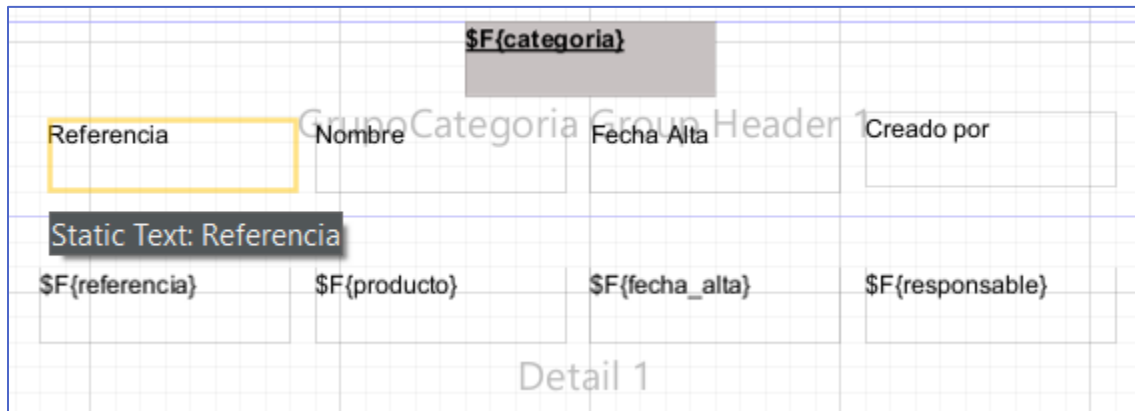 $F{categoria}
GrupoCategoria Group Header 1
Referencia Nombre Fecha Alta Creado por
Static Text: Referencia
$F{referencia} $F{producto} $F{fecha_alta} $F{responsable}
Detail 1